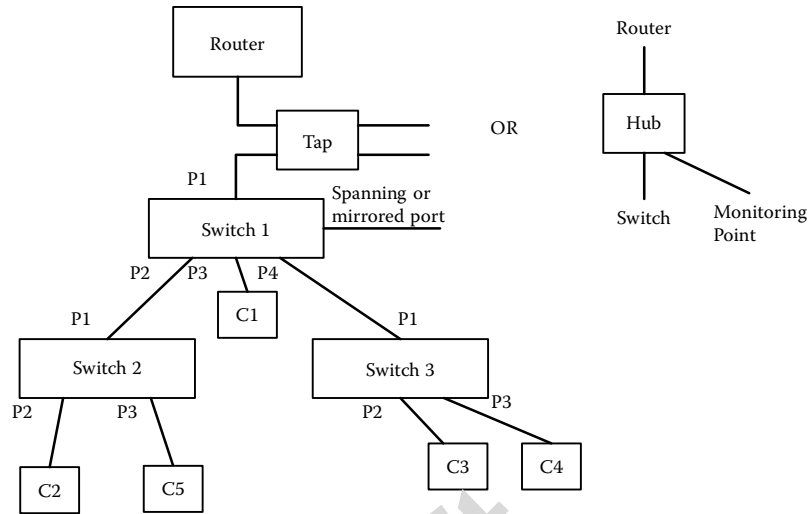 Router
Router
Tap
OR
Hub
P1
Spanning or
mirrored port
Switch 1
Switch
Monitoring
Point
P2
P3
P4
C1
P1
P1
Switch 2
Switch 3
P2
P3
P2
P3
C2
C5
C3
C4